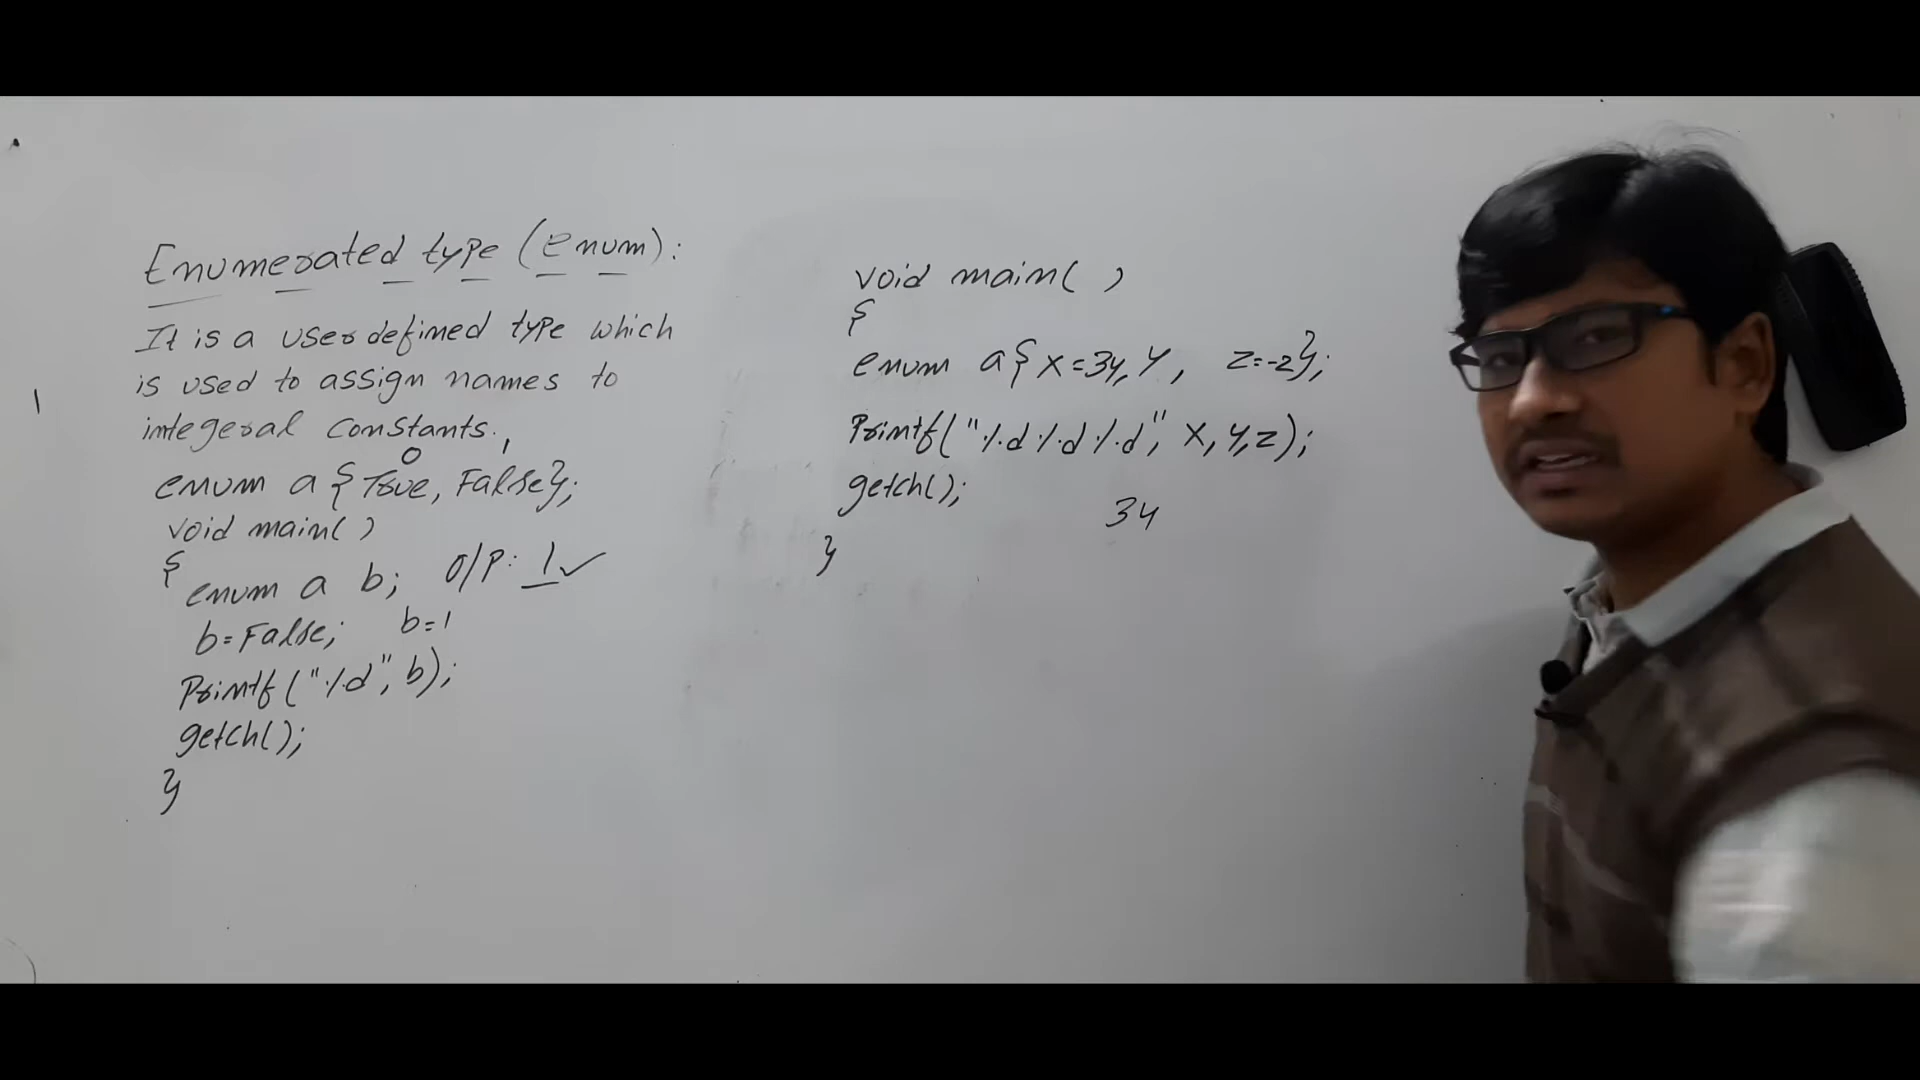 Enumerated type (Enum):
It is a user defined type which
is used to assign names to
integeral constants.
0 1
enum a {True, False};
void main( )
{
enum a b; O/P: 1 ✓
b=False; b=1
Printf("%d", b);
getch();
}
void main( )
{
enum a{x=34, y, z=-2};
Printf("%d%d%d", x, y, z);
getch();
34
}